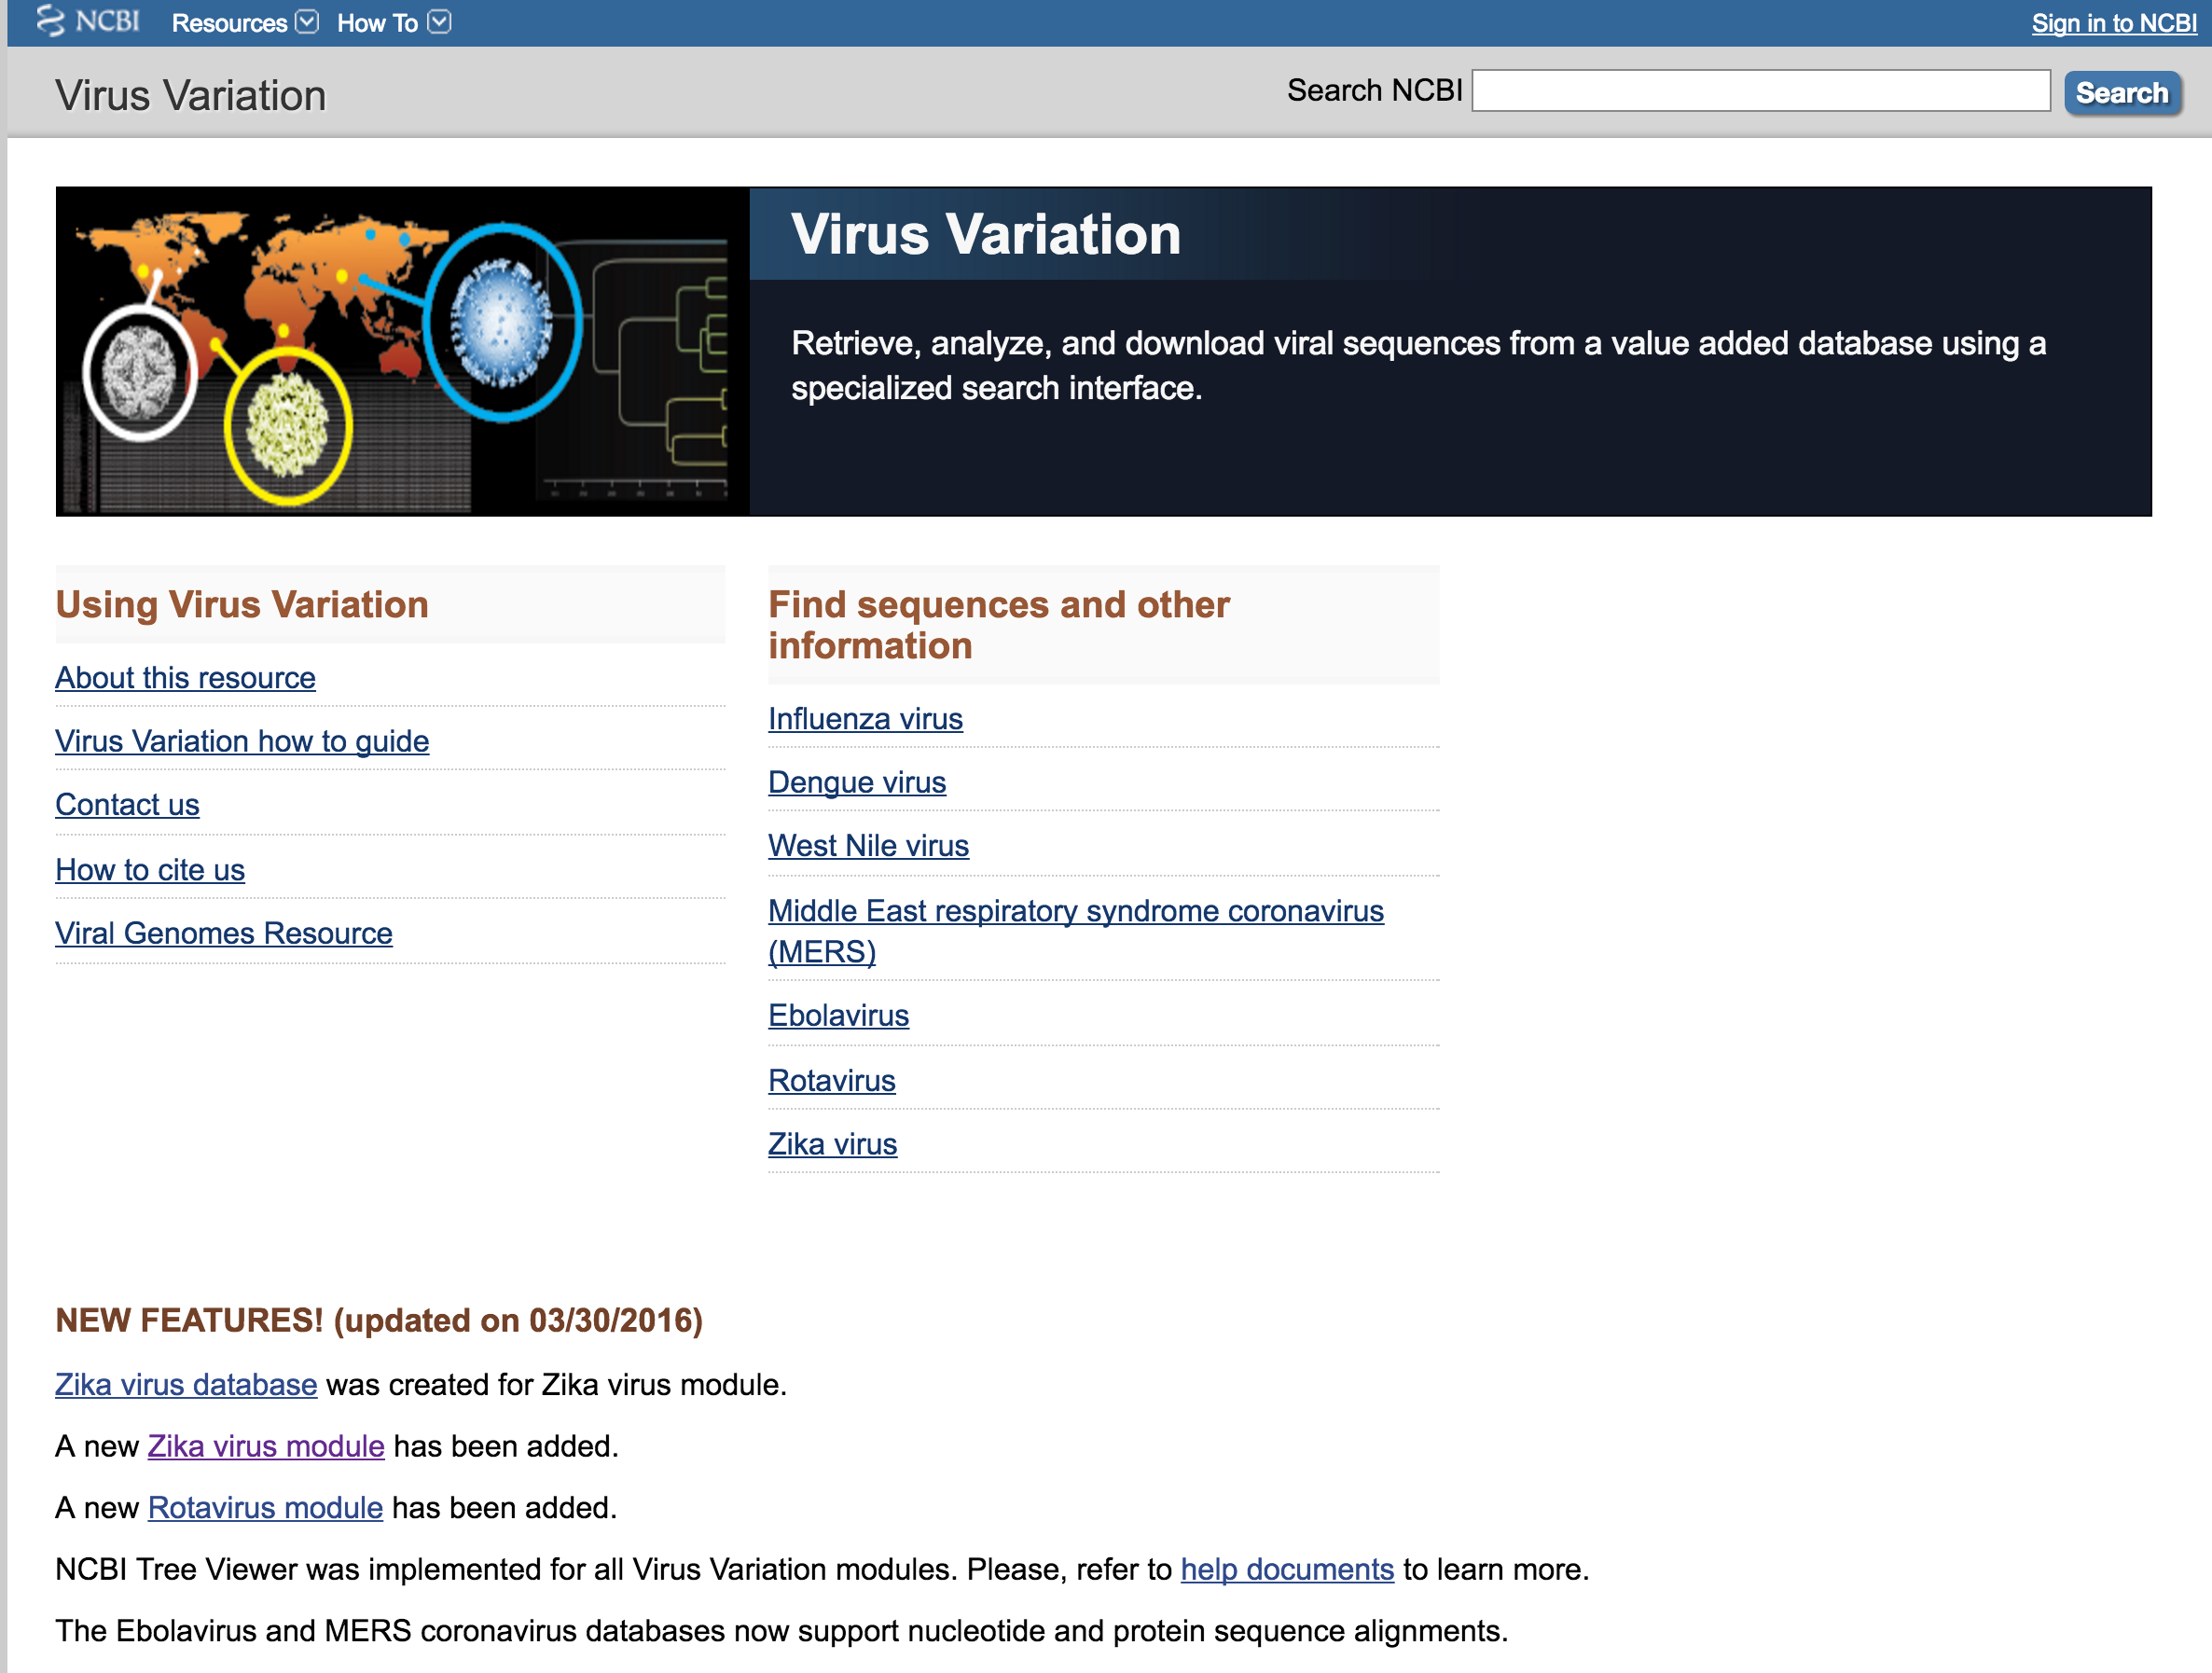 NCBI Resources How To Sign in to NCBI
Virus Variation
Search NCBI Search
Virus Variation
Retrieve, analyze, and download viral sequences from a value added database using a
specialized search interface.
Using Virus Variation
About this resource
Virus Variation how to guide
Contact us
How to cite us
Viral Genomes Resource
Find sequences and other
information
Influenza virus
Dengue virus
West Nile virus
Middle East respiratory syndrome coronavirus
(MERS)
Ebolavirus
Rotavirus
Zika virus
NEW FEATURES! (updated on 03/30/2016)
Zika virus database was created for Zika virus module.
A new Zika virus module has been added.
A new Rotavirus module has been added.
NCBI Tree Viewer was implemented for all Virus Variation modules. Please, refer to help documents to learn more.
The Ebolavirus and MERS coronavirus databases now support nucleotide and protein sequence alignments.